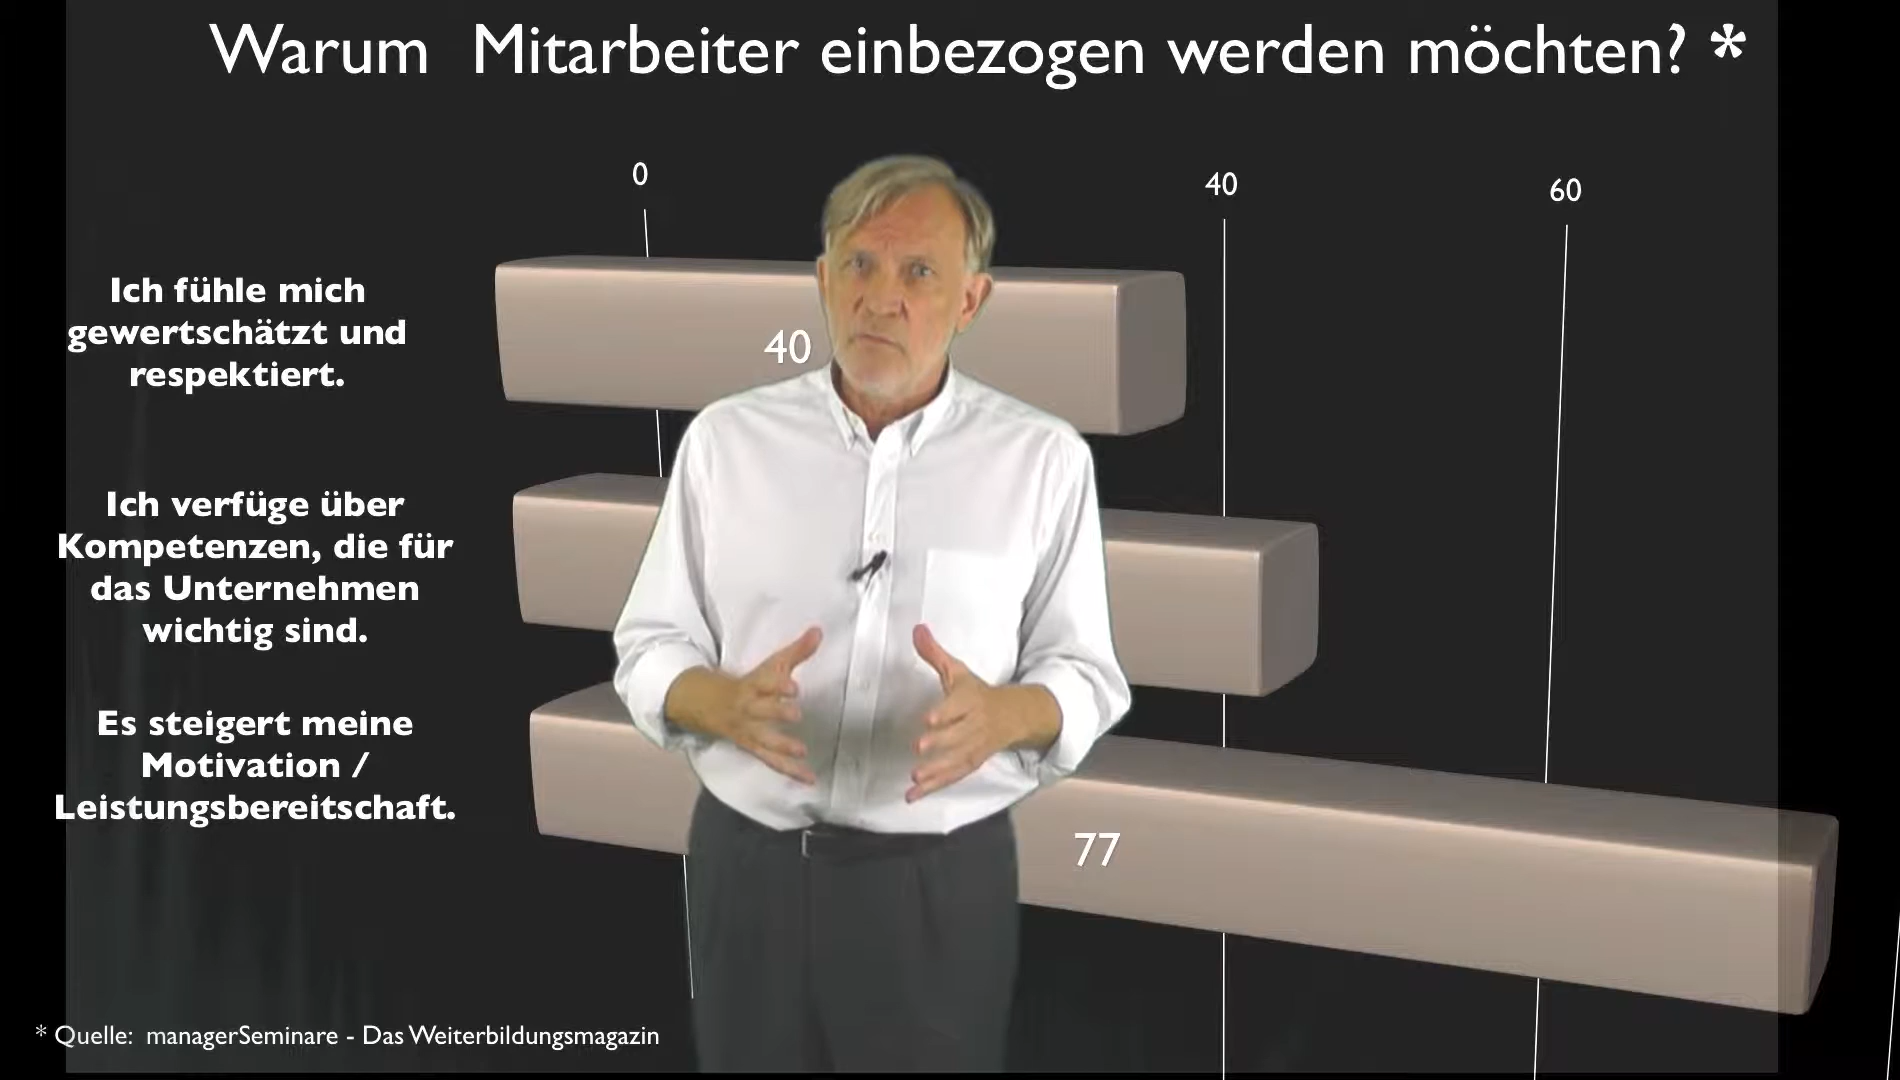 Warum  Mitarbeiter einbezogen werden möchten? *
0
40
60
Ich fühle mich
gewertschätzt und
respektiert.
40
Ich verfüge über
Kompetenzen, die für
das Unternehmen
wichtig sind.
Es steigert meine
Motivation /
Leistungsbereitschaft.
77
* Quelle:  managerSeminare - Das Weiterbildungsmagazin